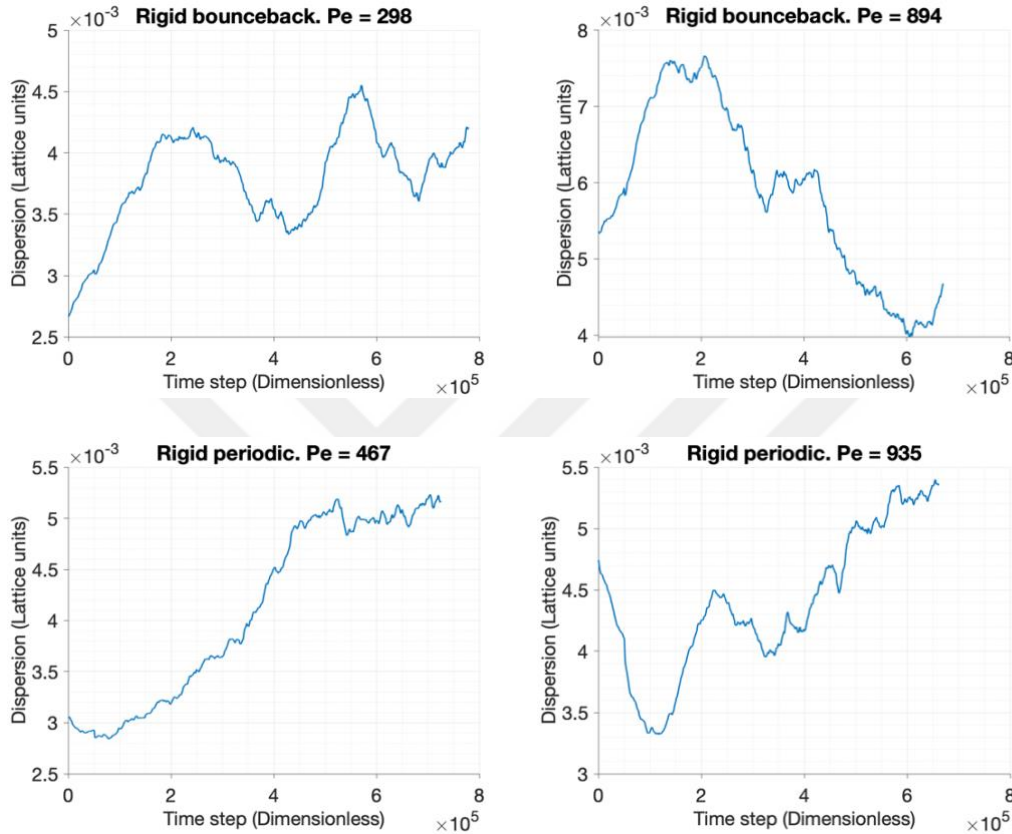 ×10⁻³
Rigid bounceback. Pe = 298
5
4.5
4
3.5
3
2.5
Dispersion (Lattice units)
0 2 4 6 8
Time step (Dimensionless)
×10⁵
×10⁻³
Rigid bounceback. Pe = 894
8
7
6
5
4
Dispersion (Lattice units)
0 2 4 6 8
Time step (Dimensionless)
×10⁵
×10⁻³
Rigid periodic. Pe = 467
5.5
5
4.5
4
3.5
3
2.5
Dispersion (Lattice units)
0 2 4 6 8
Time step (Dimensionless)
×10⁵
×10⁻³
Rigid periodic. Pe = 935
5.5
5
4.5
4
3.5
3
Dispersion (Lattice units)
0 2 4 6 8
Time step (Dimensionless)
×10⁵